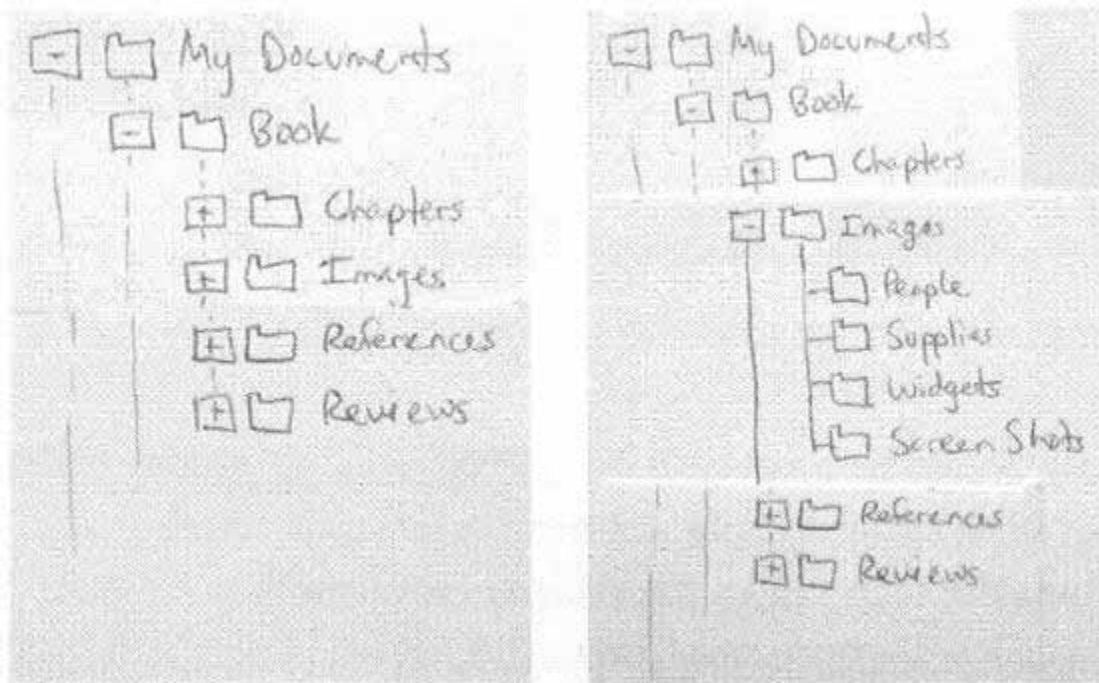 My Documents
Book
Chapters
Images
References
Reviews
My Documents
Book
Chapters
Images
People
Supplies
Widgets
Screen Shots
References
Reviews